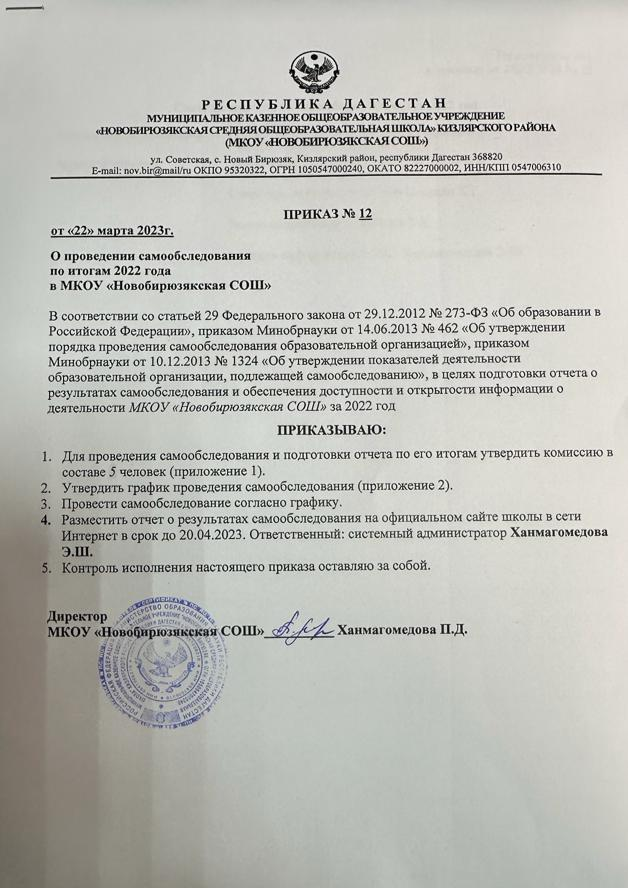 РЕСПУБЛИКА ДАГЕСТАН
МУНИЦИПАЛЬНОЕ КАЗЕННОЕ ОБЩЕОБРАЗОВАТЕЛЬНОЕ УЧРЕЖДЕНИЕ
«НОВОБИРЮЗЯКСКАЯ СРЕДНЯЯ ОБЩЕОБРАЗОВАТЕЛЬНАЯ ШКОЛА» КИЗЛЯРСКОГО РАЙОНА
(МКОУ «НОВОБИРЮЗЯКСКАЯ СОШ»)
ул. Советская, с. Новый Бирюзяк, Кизлярский район, республики Дагестан 368820
E-mail: nov.bir@mail/ru ОКПО 95320322, ОГРН 1050547000240, ОКАТО 82227000002, ИНН/КПП 0547006310
ПРИКАЗ № 12
от «22» марта 2023г.
О проведении самообследования
по итогам 2022 года
в МКОУ «Новобирюзякская СОШ»
В соответствии со статьей 29 Федерального закона от 29.12.2012 № 273-ФЗ «Об образовании в
Российской Федерации», приказом Минобрнауки от 14.06.2013 № 462 «Об утверждении
порядка проведения самообследования образовательной организацией», приказом
Минобрнауки от 10.12.2013 № 1324 «Об утверждении показателей деятельности
образовательной организации, подлежащей самообследованию», в целях подготовки отчета о
результатах самообследования и обеспечения доступности и открытости информации о
деятельности МКОУ «Новобирюзякская СОШ» за 2022 год
ПРИКАЗЫВАЮ:
1. Для проведения самообследования и подготовки отчета по его итогам утвердить комиссию в
составе 5 человек (приложение 1).
2. Утвердить график проведения самообследования (приложение 2).
3. Провести самообследование согласно графику.
4. Разместить отчет о результатах самообследования на официальном сайте школы в сети
Интернет в срок до 20.04.2023. Ответственный: системный администратор Ханмагомедова
Э.Ш.
5. Контроль исполнения настоящего приказа оставляю за собой.
Директор
МКОУ «Новобирюзякская СОШ» Ханмагомедова П.Д.